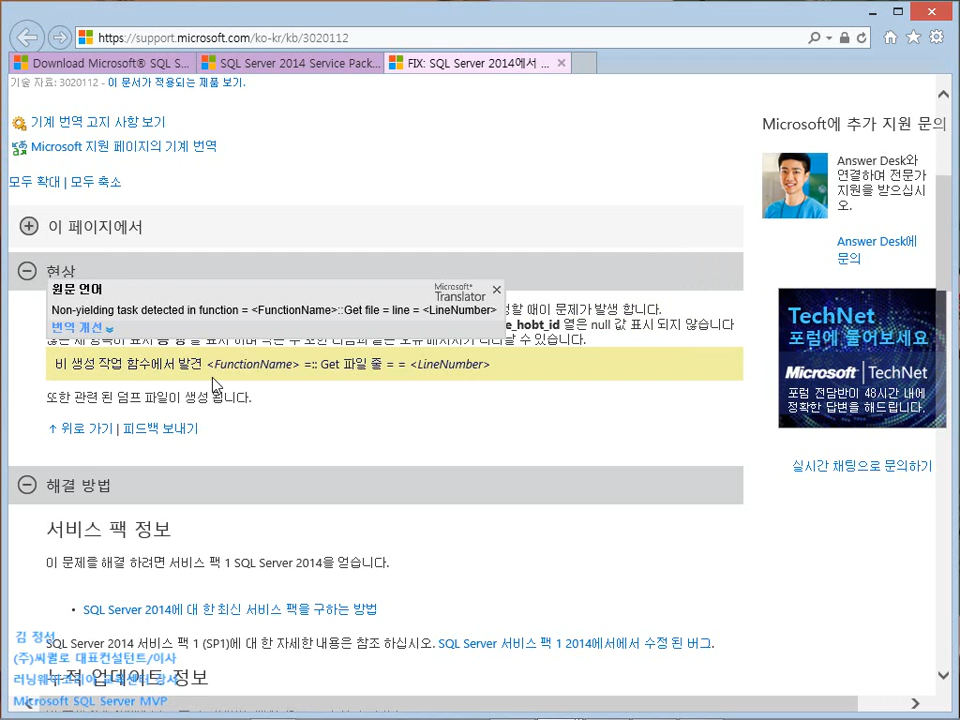 https://support.microsoft.com/ko-kr/kb/3020112
Download Microsoft® SQL S...
SQL Server 2014 Service Pack...
FIX: SQL Server 2014에서 ...
기술 자료: 3020112 - 이 문서가 적용되는 제품 보기.
기계 번역 고지 사항 보기
Microsoft 지원 페이지의 기계 번역
모두 확대 | 모두 축소
이 페이지에서
현상
원문 언어
Microsoft®
Translator
Non-yielding task detected in function = <FunctionName>::Get file = line = <LineNumber>
번역 개선
때이 문제가 발생 합니다.
e_hobt_id 열은 null 값 표시 되지 않습니다
비 생성 작업 함수에서 발견 <FunctionName> =:: Get 파일 줄 = = <LineNumber>
또한 관련 된 덤프 파일이 생성 됩니다.
↑ 위로 가기 | 피드백 보내기
해결 방법
서비스 팩 정보
이 문제를 해결 하려면 서비스 팩 1 SQL Server 2014을 얻습니다.
• SQL Server 2014에 대 한 최신 서비스 팩을 구하는 방법
SQL Server 2014 서비스 팩 1 (SP1)에 대 한 자세한 내용은 참조 하십시오. SQL Server 서비스 팩 1 2014에서에서 수정 된 버그.
누적 업데이트 정보
김 정선
(주)씨퀄로 대표컨설턴트/이사
Microsoft SQL Server MVP
Microsoft에 추가 지원 문의
Answer Desk와
연결하여 전문가
지원을 받으십시
오.
Answer Desk에
문의
TechNet
포럼에 물어보세요
Microsoft | TechNet
포럼 전담반이 48시간 내에
정확한 답변을 해드립니다.
실시간 채팅으로 문의하기